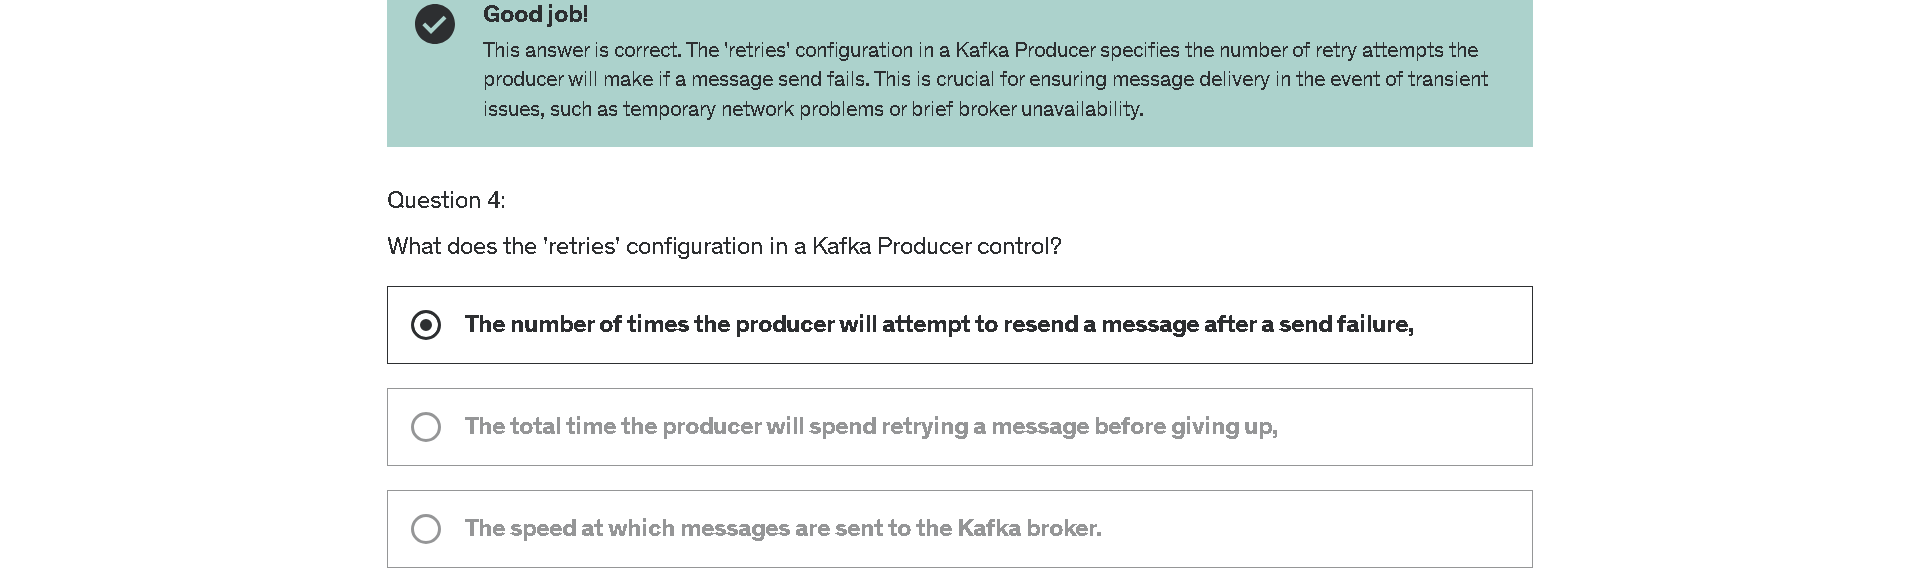 Good job!
This answer is correct. The 'retries' configuration in a Kafka Producer specifies the number of retry attempts the
producer will make if a message send fails. This is crucial for ensuring message delivery in the event of transient
issues, such as temporary network problems or brief broker unavailability.
Question 4:
What does the 'retries' configuration in a Kafka Producer control?
The number of times the producer will attempt to resend a message after a send failure,
The total time the producer will spend retrying a message before giving up,
The speed at which messages are sent to the Kafka broker.